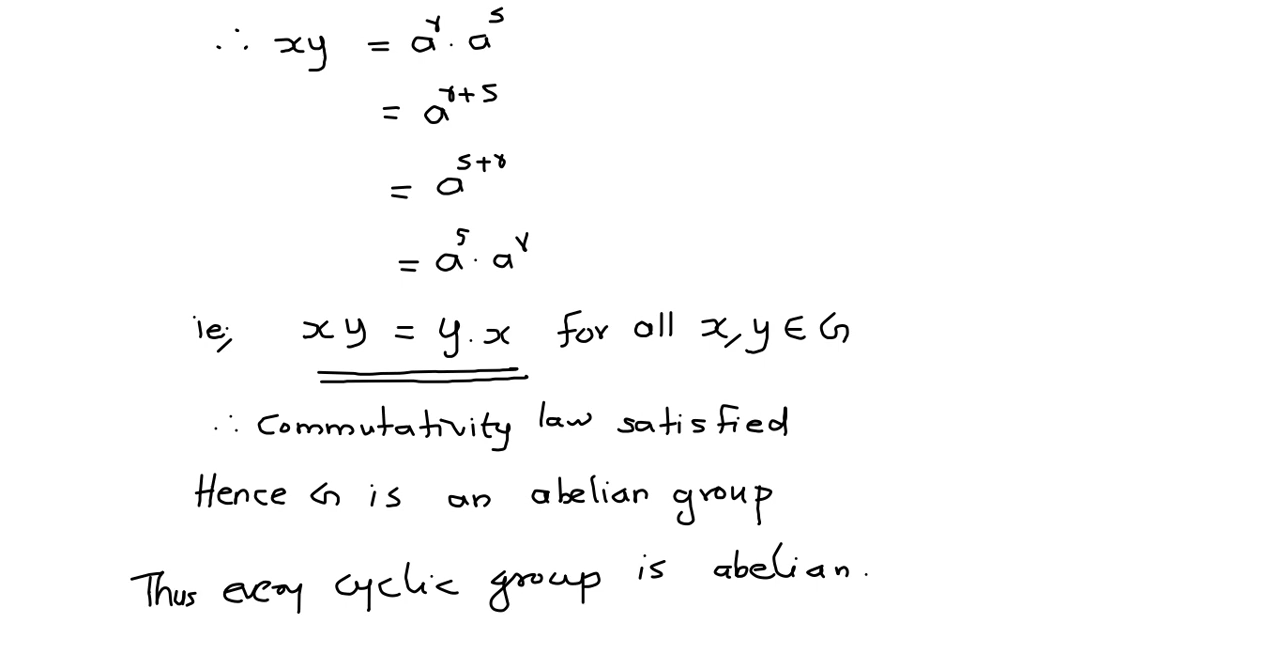 ∴ xy = a^r · a^s
= a^(r+s)
= a^(s+r)
= a^s · a^r
ie, xy = y·x for all x, y ∈ G
∴ Commutativity law satisfied
Hence G is an abelian group
Thus every cyclic group is abelian.